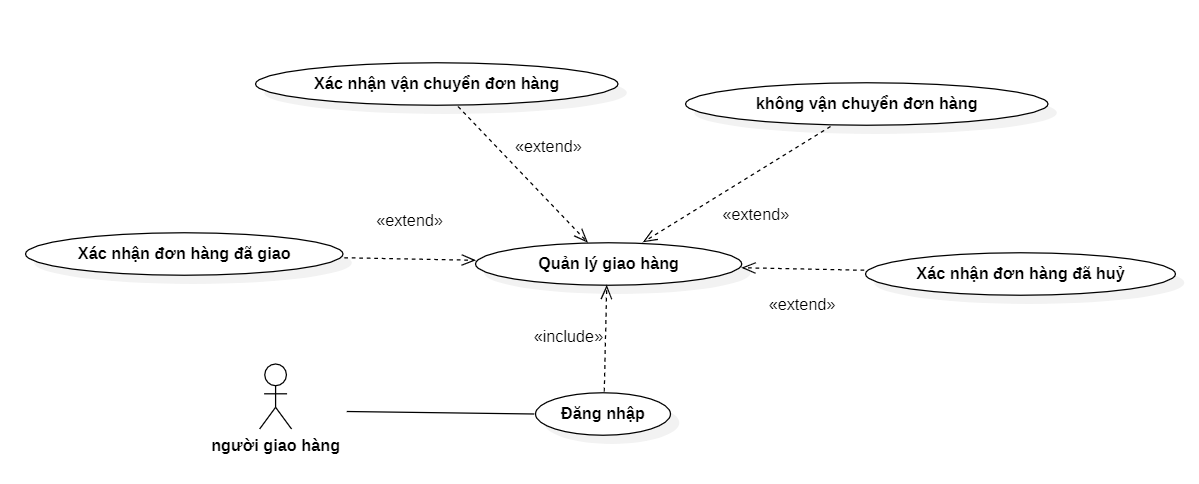 Xác nhận vận chuyển đơn hàng
không vận chuyển đơn hàng
«extend»
«extend»
«extend»
Xác nhận đơn hàng đã giao
Quản lý giao hàng
Xác nhận đơn hàng đã huỷ
«extend»
«include»
Đăng nhập
người giao hàng